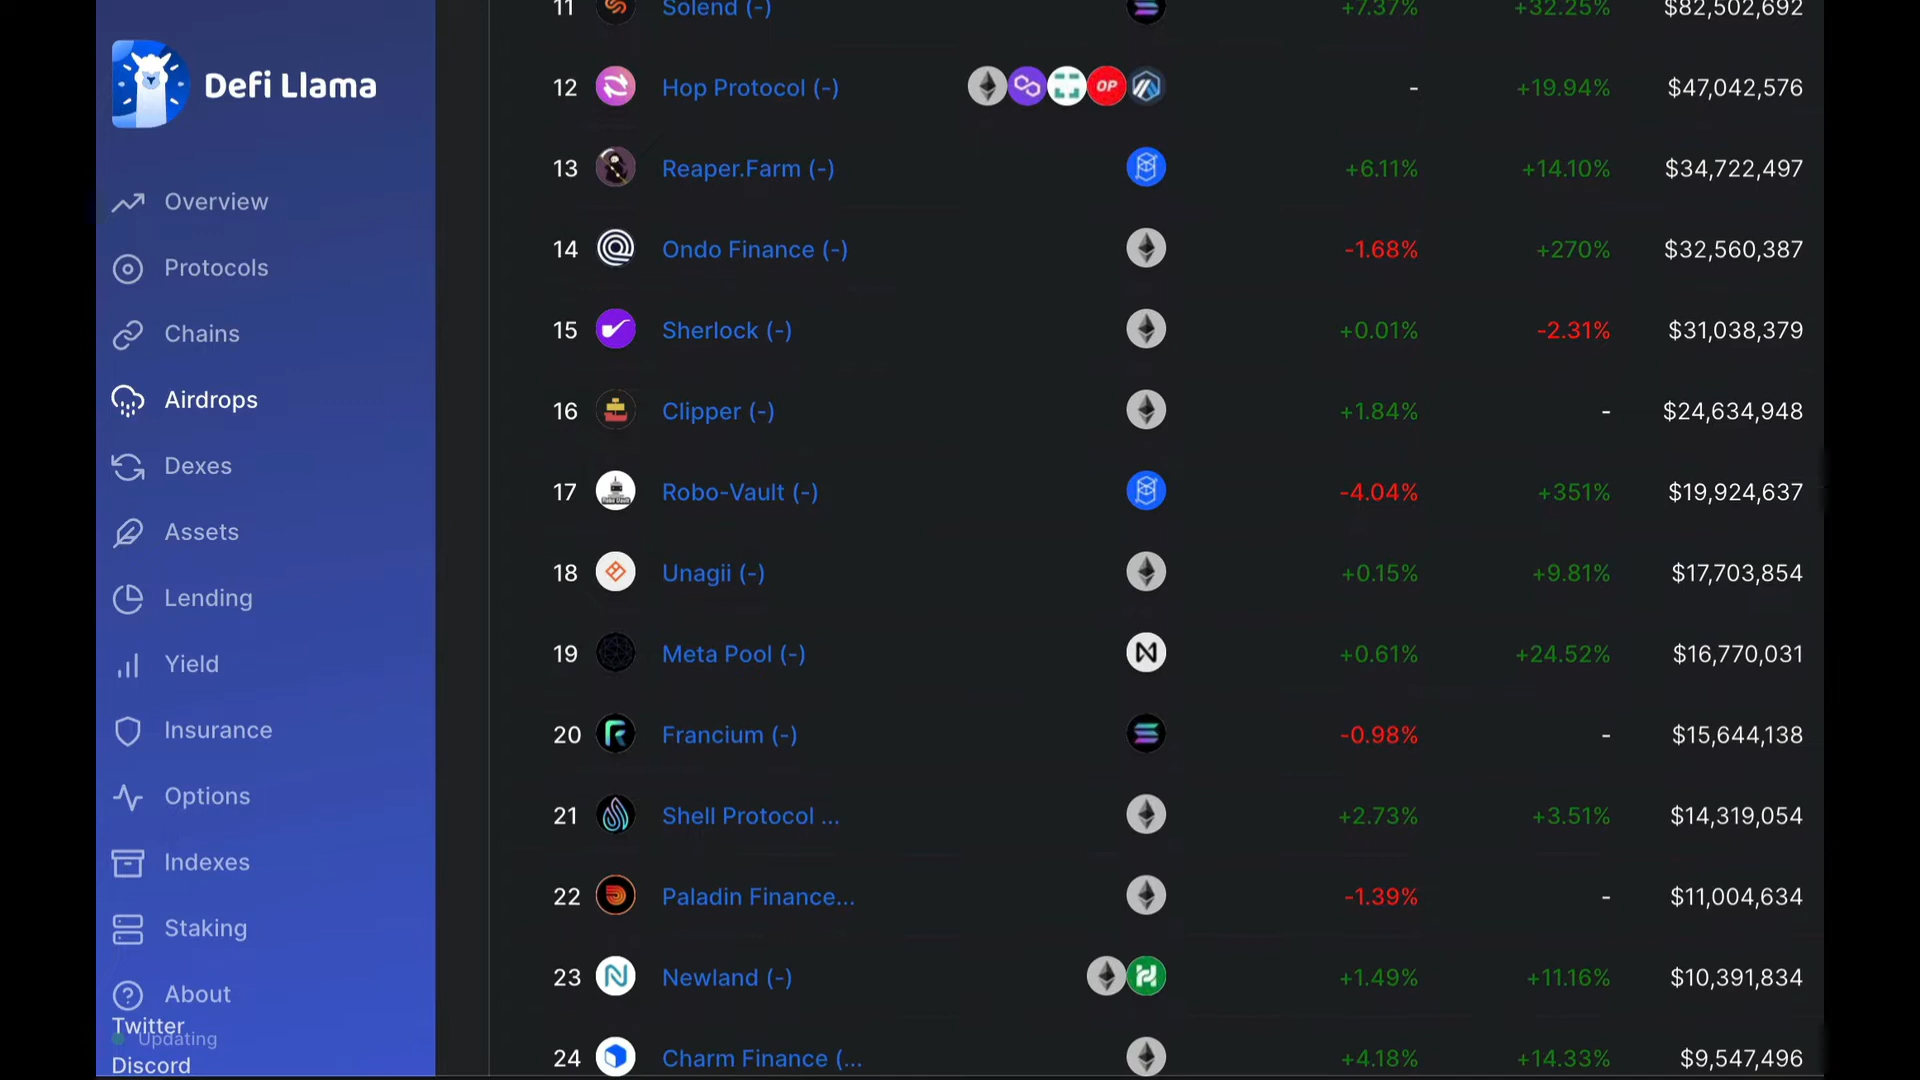 Defi Llama
Overview
Protocols
Chains
Airdrops
Dexes
Assets
Lending
Yield
Insurance
Options
Indexes
Staking
About
Twitter
Updating
Discord
11 Solend (-) +7.37% +32.25% $82,502,692
12 Hop Protocol (-) OP - +19.94% $47,042,576
13 Reaper.Farm (-) +6.11% +14.10% $34,722,497
14 Ondo Finance (-) -1.68% +270% $32,560,387
15 Sherlock (-) +0.01% -2.31% $31,038,379
16 Clipper (-) +1.84% - $24,634,948
17 Robo-Vault (-) -4.04% +351% $19,924,637
18 Unagii (-) +0.15% +9.81% $17,703,854
19 Meta Pool (-) +0.61% +24.52% $16,770,031
20 Francium (-) -0.98% - $15,644,138
21 Shell Protocol ... +2.73% +3.51% $14,319,054
22 Paladin Finance... -1.39% - $11,004,634
23 Newland (-) +1.49% +11.16% $10,391,834
24 Charm Finance (... +4.18% +14.33% $9,547,496